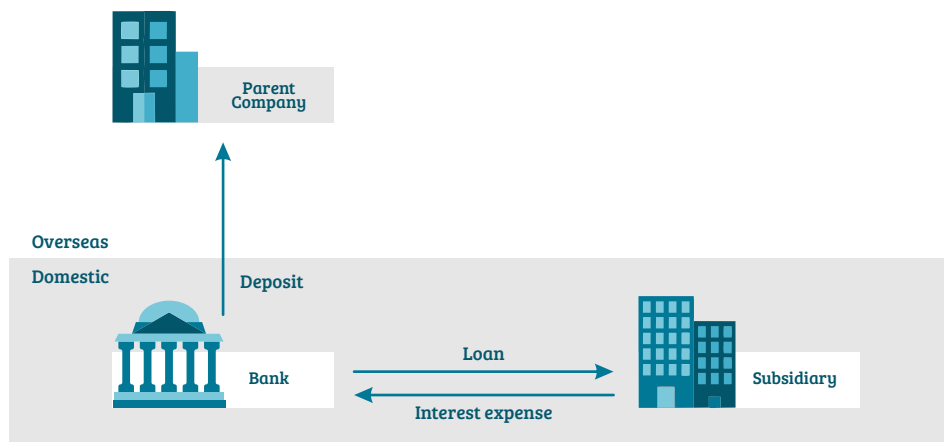 Parent
Company
Overseas
Domestic
Deposit
Bank
Loan
Interest expense
Subsidiary